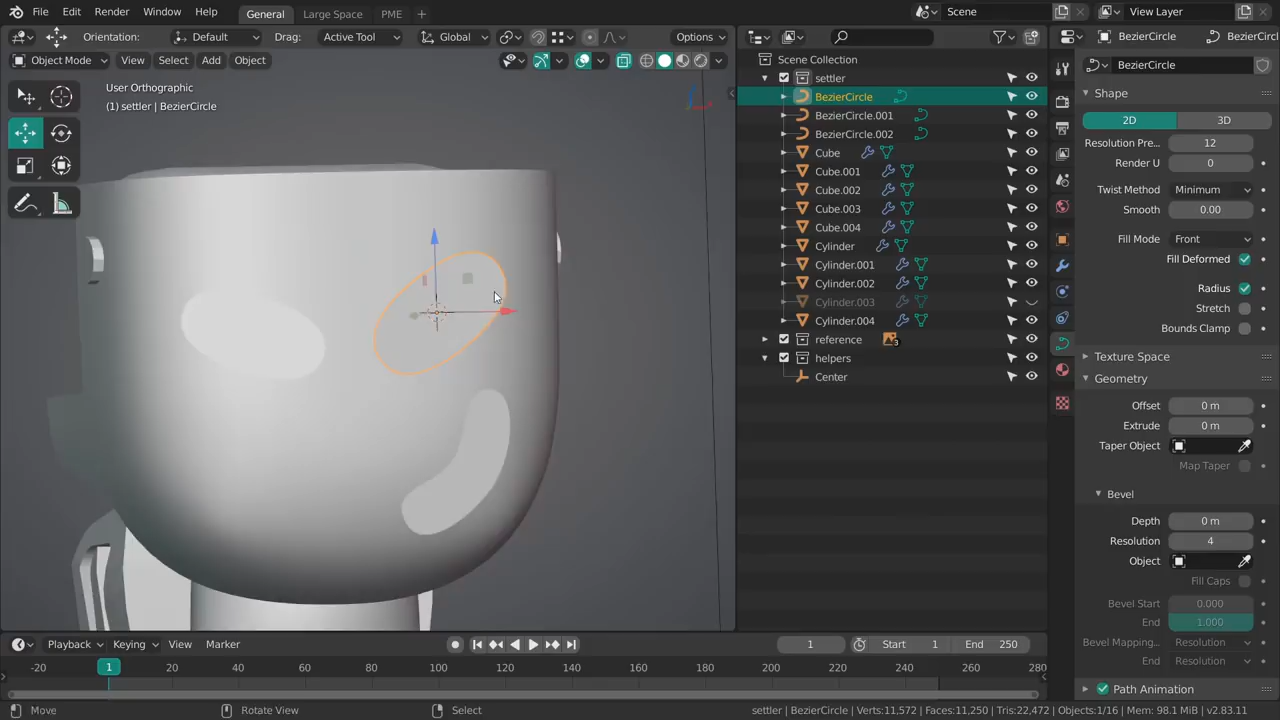 File Edit Render Window Help General Large Space PME + Scene View Layer
Orientation: Default Drag: Active Tool Global Options
Object Mode View Select Add Object
User Orthographic
(1) settler | BezierCircle
Scene Collection
settler
BezierCircle
BezierCircle.001
BezierCircle.002
Cube
Cube.001
Cube.002
Cube.003
Cube.004
Cylinder
Cylinder.001
Cylinder.002
Cylinder.003
Cylinder.004
reference 3
helpers
Center
BezierCircle BezierCircl
BezierCircle
Shape
2D 3D
Resolution Pre... 12
Render U 0
Twist Method Minimum
Smooth 0.00
Fill Mode Front
Fill Deformed
Radius
Stretch
Bounds Clamp
Texture Space
Geometry
Offset 0 m
Extrude 0 m
Taper Object
Map Taper
Bevel
Depth 0 m
Resolution 4
Object
Fill Caps
Bevel Start 0.000
End 1.000
Bevel Mapping... Resolution
End Resolution
Path Animation
Playback Keying View Marker 1 Start 1 End 250
-20 1 20 40 60 80 100 120 140 160 180 200 220 240 260 280
Move Rotate View Select settler | BezierCircle | Verts:11,572 | Faces:11,250 | Tris:22,472 | Objects:1/16 | Mem: 98.1 MiB | v2.83.11